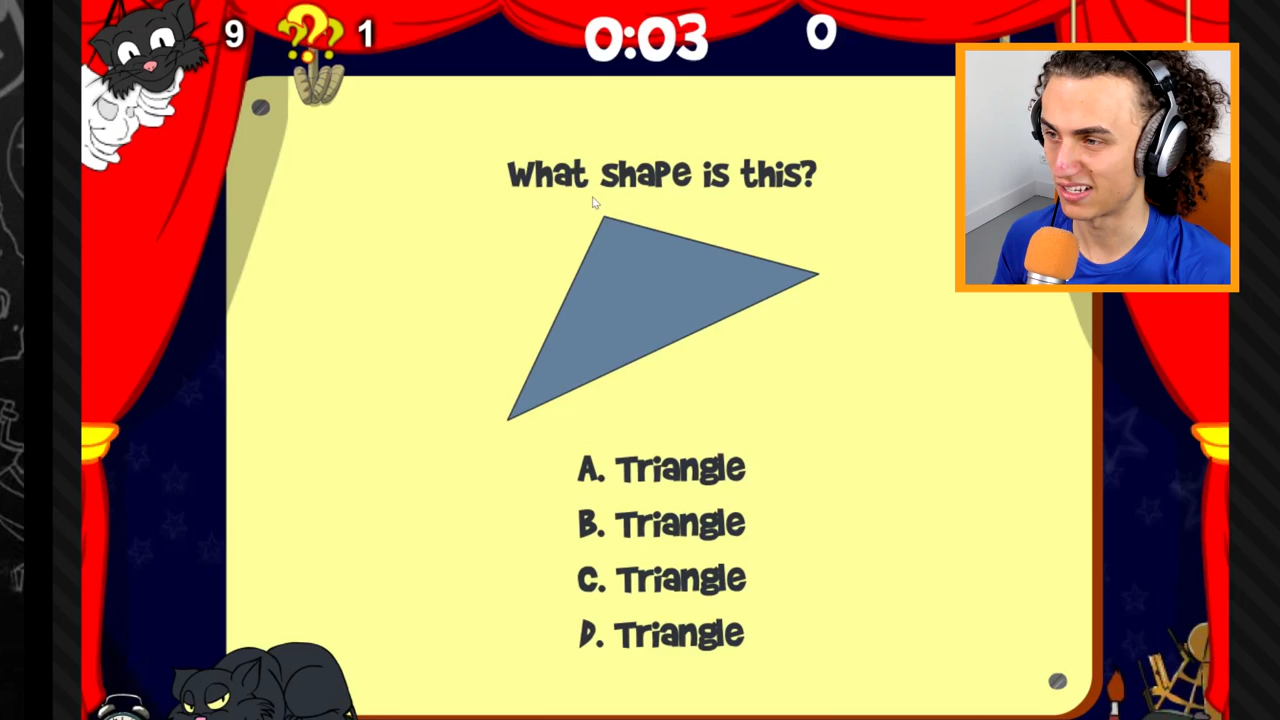 9
??? 1
0:03
0
What shape is this?
A. Triangle
B. Triangle
C. Triangle
D. Triangle